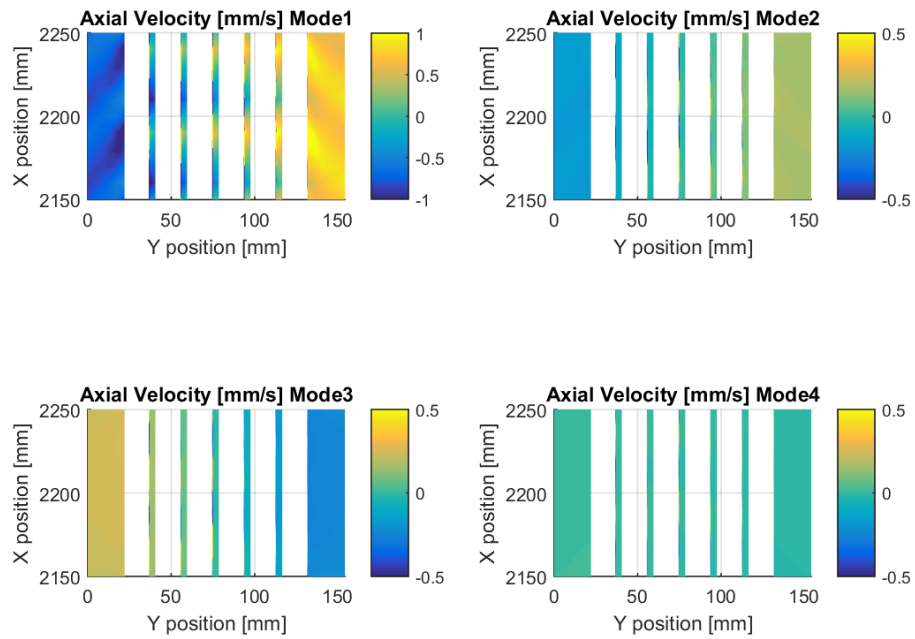 Axial Velocity [mm/s] Mode1
2250
2200
2150
X position [mm]
0 50 100 150
Y position [mm]
1
0.5
0
-0.5
-1
Axial Velocity [mm/s] Mode2
2250
2200
2150
X position [mm]
0 50 100 150
Y position [mm]
0.5
0
-0.5
Axial Velocity [mm/s] Mode3
2250
2200
2150
X position [mm]
0 50 100 150
Y position [mm]
0.5
0
-0.5
Axial Velocity [mm/s] Mode4
2250
2200
2150
X position [mm]
0 50 100 150
Y position [mm]
0.5
0
-0.5